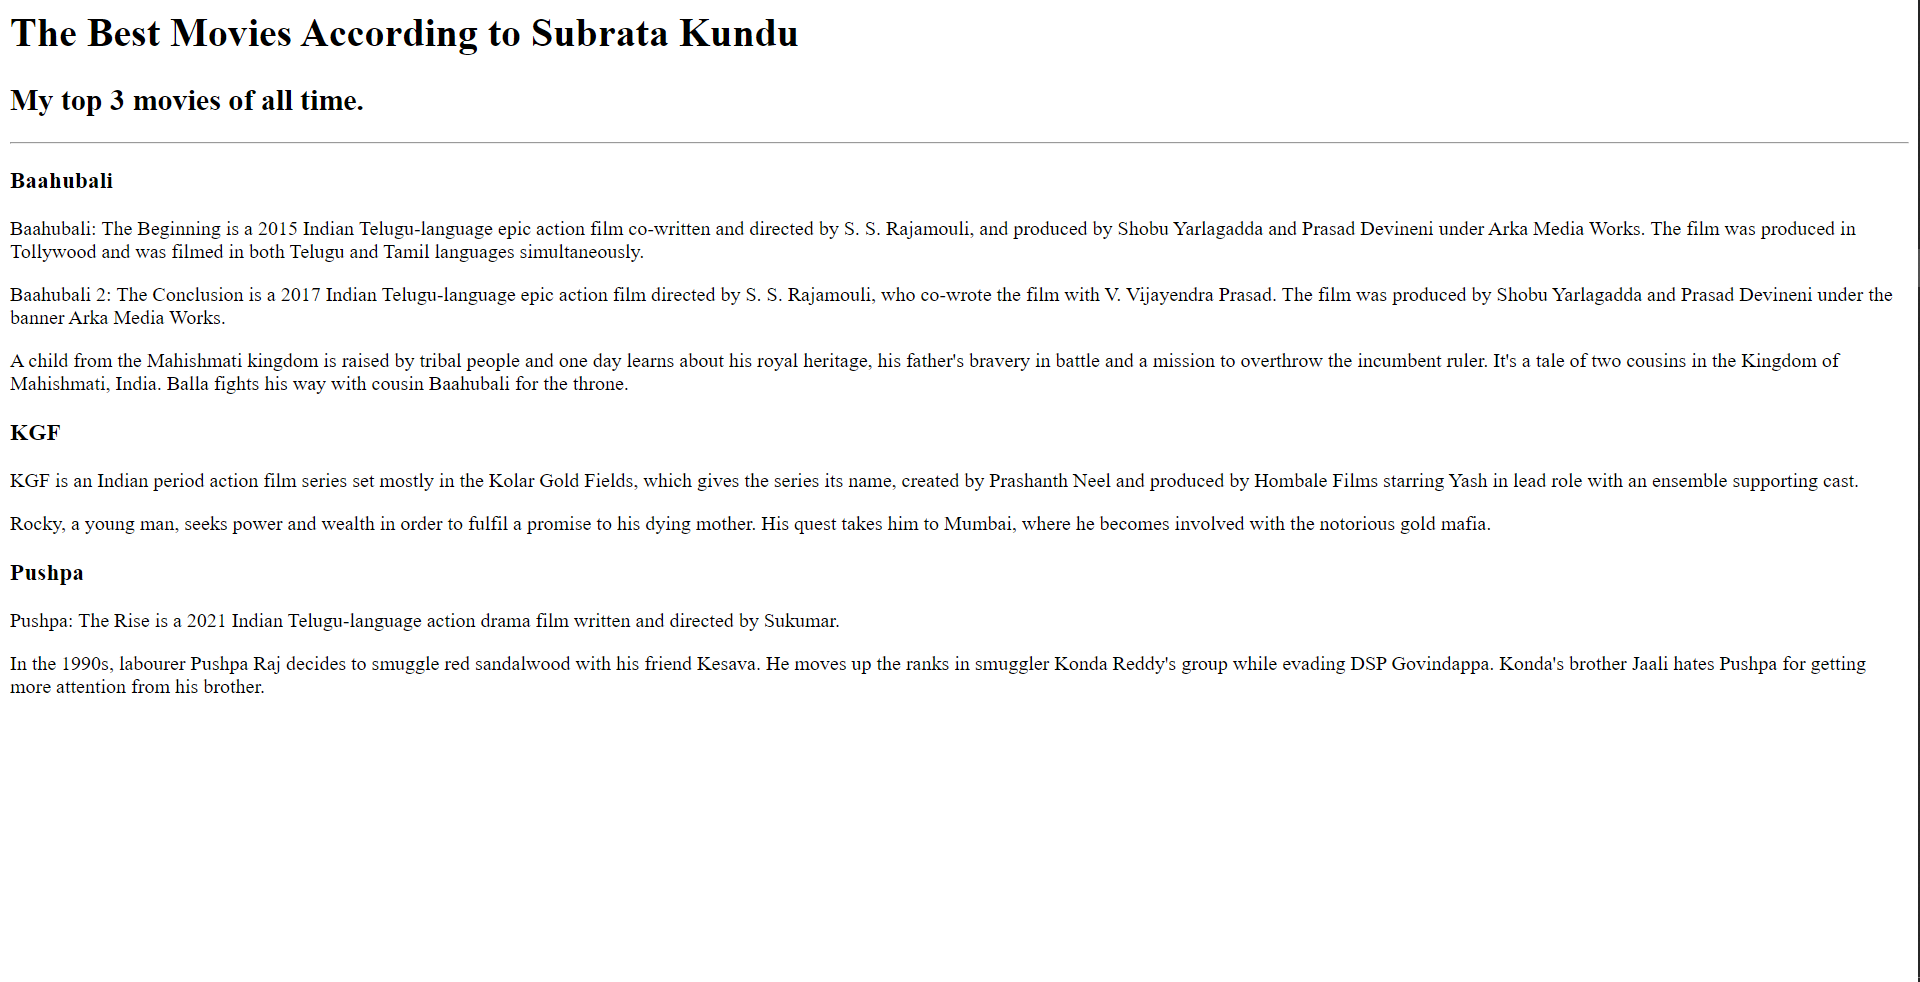 The Best Movies According to Subrata Kundu
My top 3 movies of all time.
Baahubali
Baahubali: The Beginning is a 2015 Indian Telugu-language epic action film co-written and directed by S. S. Rajamouli, and produced by Shobu Yarlagadda and Prasad Devineni under Arka Media Works. The film was produced in
Tollywood and was filmed in both Telugu and Tamil languages simultaneously.
Baahubali 2: The Conclusion is a 2017 Indian Telugu-language epic action film directed by S. S. Rajamouli, who co-wrote the film with V. Vijayendra Prasad. The film was produced by Shobu Yarlagadda and Prasad Devineni under the
banner Arka Media Works.
A child from the Mahishmati kingdom is raised by tribal people and one day learns about his royal heritage, his father's bravery in battle and a mission to overthrow the incumbent ruler. It's a tale of two cousins in the Kingdom of
Mahishmati, India. Balla fights his way with cousin Baahubali for the throne.
KGF
KGF is an Indian period action film series set mostly in the Kolar Gold Fields, which gives the series its name, created by Prashanth Neel and produced by Hombale Films starring Yash in lead role with an ensemble supporting cast.
Rocky, a young man, seeks power and wealth in order to fulfil a promise to his dying mother. His quest takes him to Mumbai, where he becomes involved with the notorious gold mafia.
Pushpa
Pushpa: The Rise is a 2021 Indian Telugu-language action drama film written and directed by Sukumar.
In the 1990s, labourer Pushpa Raj decides to smuggle red sandalwood with his friend Kesava. He moves up the ranks in smuggler Konda Reddy's group while evading DSP Govindappa. Konda's brother Jaali hates Pushpa for getting
more attention from his brother.